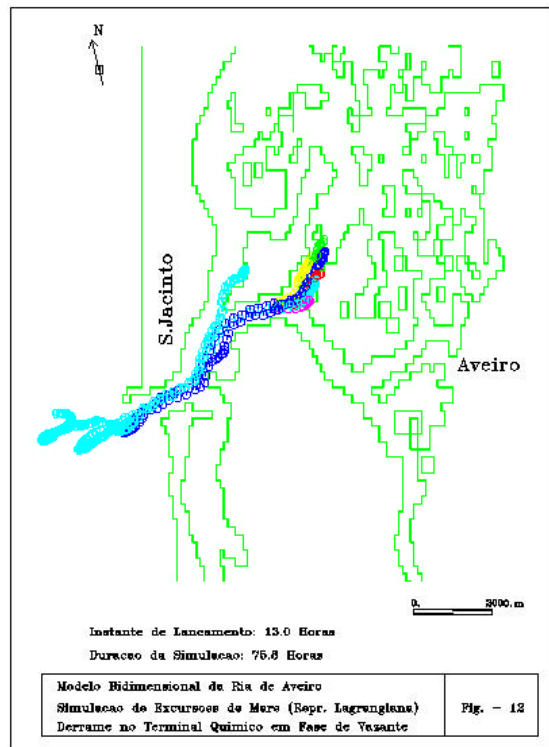 N
S.Jacinto
Aveiro
0. 2000.m
Instante de Lancamento: 13.0 Horas
Duracao da Simulacao: 75.6 Horas
Modelo Bidimensional da Ria de Aveiro
Simulacao de Excursoes de Mare (Repr. Lagrangiana)
Derrame no Terminal Quimico em Fase de Vazante
Fig. - 12